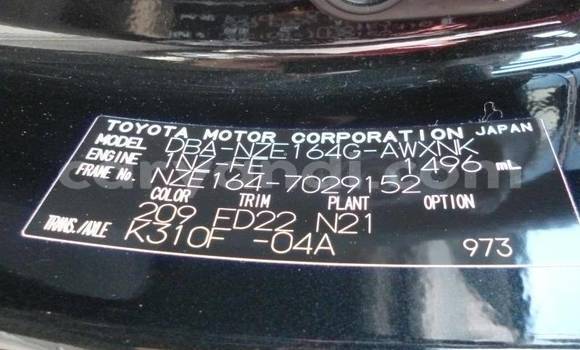 TOYOTA MOTOR CORPORATION JAPAN
MODEL DBA-NZE164G-AWXNK
ENGINE 1NZ-FE 1496 mL
FRAME No. NZE164-7029152
COLOR TRIM PLANT OPTION
209 FD22 N21
TRANS./AXLE K310F -04A 973